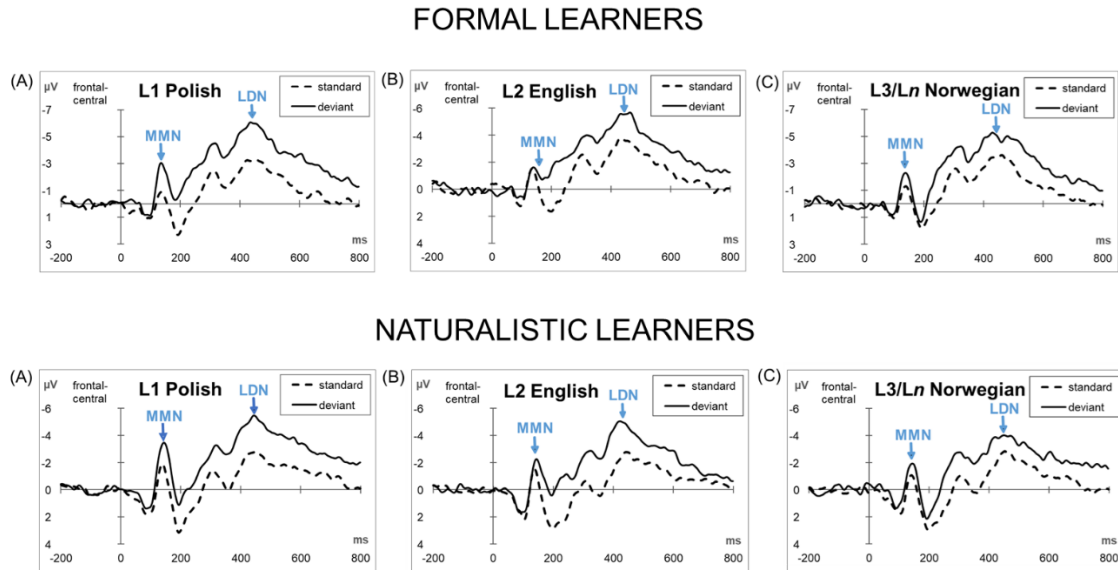 FORMAL LEARNERS
(A)
µV
frontal-
central
L1 Polish
standard
deviant
MMN
LDN
-7
-5
-3
-1
1
3
ms
-200 0 200 400 600 800
(B)
µV
frontal-
central
L2 English
standard
deviant
MMN
LDN
-6
-4
-2
0
2
4
ms
-200 0 200 400 600 800
(C)
µV
frontal-
central
L3/Ln Norwegian
standard
deviant
MMN
LDN
-7
-5
-3
-1
1
3
ms
-200 0 200 400 600 800
NATURALISTIC LEARNERS
(A)
µV
frontal-
central
L1 Polish
standard
deviant
MMN
LDN
-6
-4
-2
0
2
4
ms
-200 0 200 400 600 800
(B)
µV
frontal-
central
L2 English
standard
deviant
MMN
LDN
-6
-4
-2
0
2
4
ms
-200 0 200 400 600 800
(C)
µV
frontal-
central
L3/Ln Norwegian
standard
deviant
MMN
LDN
-6
-4
-2
0
2
4
ms
-200 0 200 400 600 800